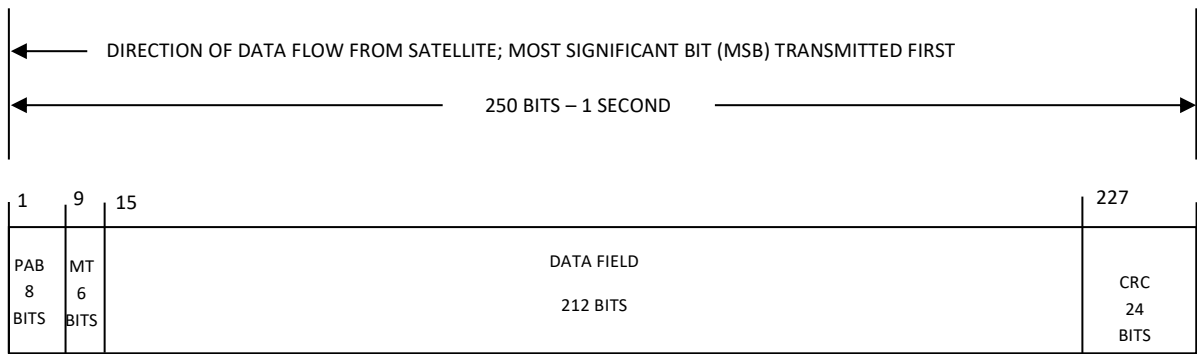 DIRECTION OF DATA FLOW FROM SATELLITE; MOST SIGNIFICANT BIT (MSB) TRANSMITTED FIRST
250 BITS – 1 SECOND
1 9 15 227
PAB
8
BITS
MT
6
BITS
DATA FIELD
212 BITS
CRC
24
BITS